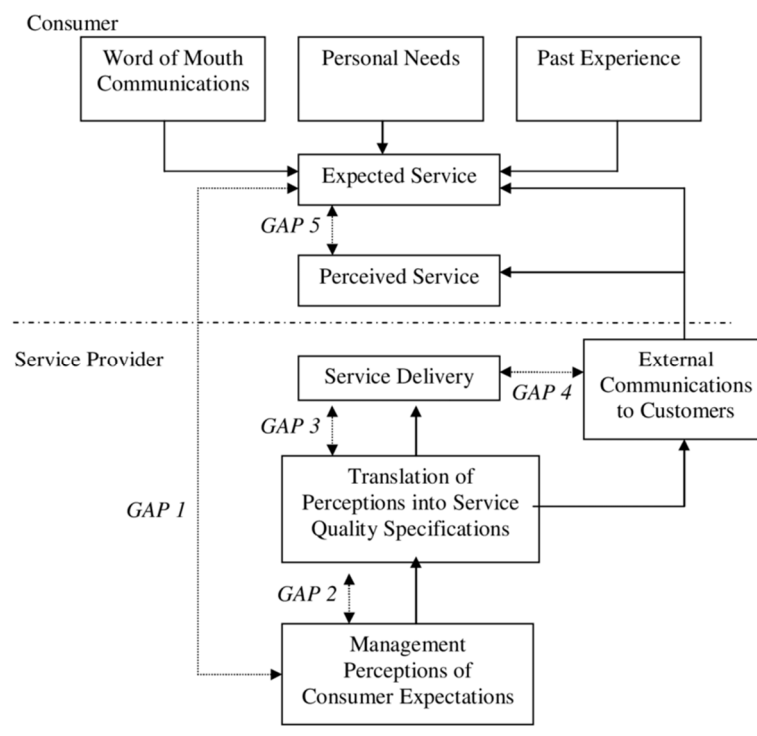 Consumer
Word of Mouth
Communications
Personal Needs
Past Experience
Expected Service
GAP 5
Perceived Service
Service Provider
Service Delivery
GAP 4
External
Communications
to Customers
GAP 3
Translation of
Perceptions into Service
Quality Specifications
GAP 1
GAP 2
Management
Perceptions of
Consumer Expectations